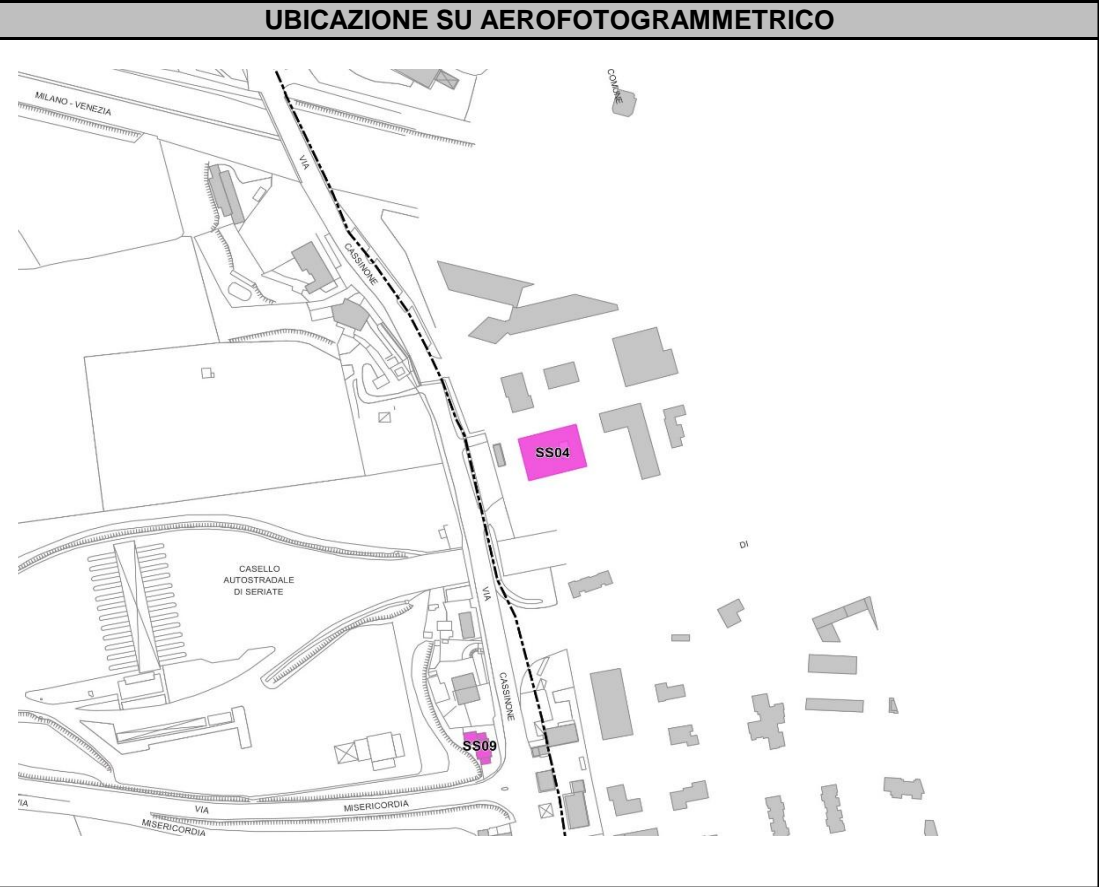 UBICAZIONE SU AEROFOTOGRAMMETRICO
COMUNE
MILANO - VENEZIA
VIA
CASSINONE
SS04
DI
CASELLO
AUTOSTRADALE
DI SERIATE
VIA
CASSINONE
SS09
VIA
VIA
MISERICORDIA
MISERICORDIA